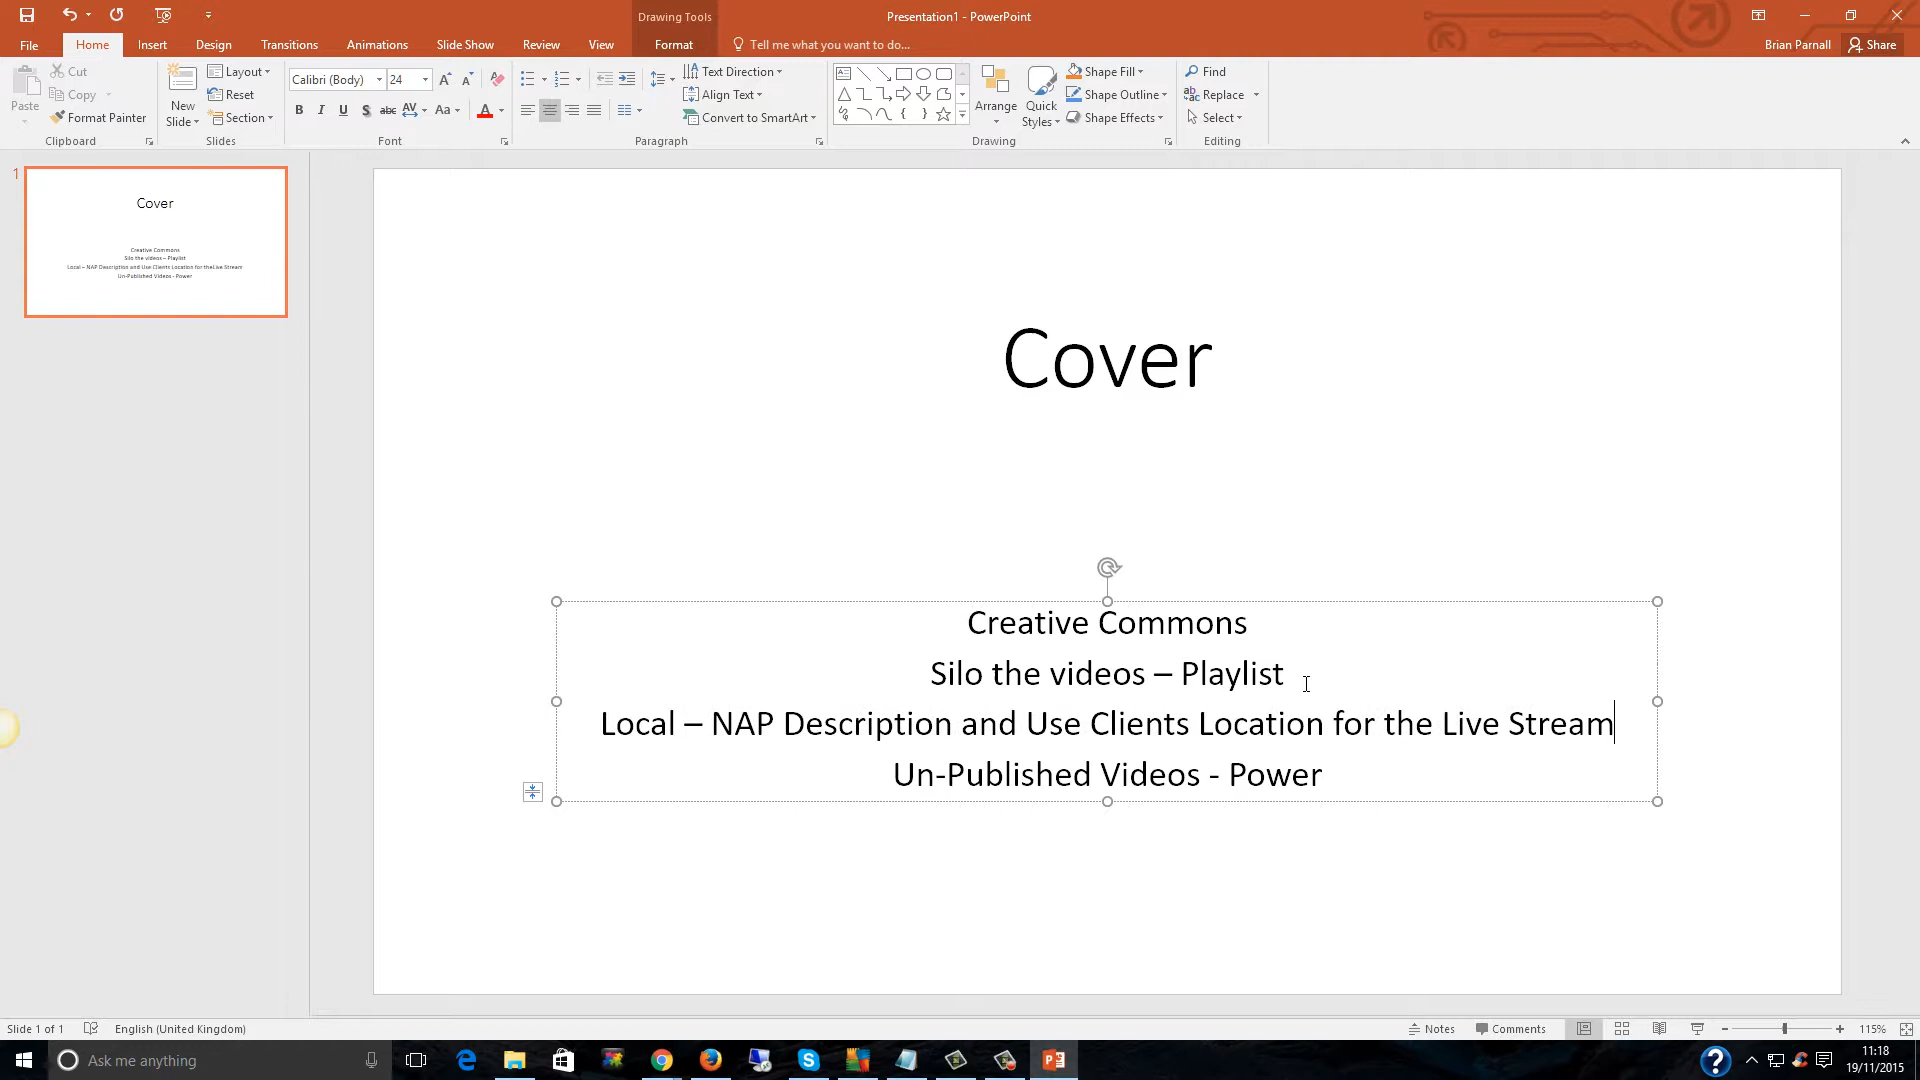 Drawing Tools
Presentation1 - PowerPoint
File Home Insert Design Transitions Animations Slide Show Review View Format Tell me what you want to do... Brian Parnall Share
Paste
Cut
Copy
Format Painter
Clipboard
New Slide
Layout
Reset
Section
Slides
Calibri (Body) 24
B I U S abc AV Aa A
Font
Text Direction
Align Text
Convert to SmartArt
Paragraph
Arrange
Quick Styles
Shape Fill
Shape Outline
Shape Effects
Drawing
Find
Replace
Select
Editing
1
Cover
Creative Commons
Silo the videos – Playlist
Local – NAP Description and Use Clients Location for the Live Stream
Un-Published Videos - Power
Cover
Creative Commons
Silo the videos – Playlist
Local – NAP Description and Use Clients Location for the Live Stream
Un-Published Videos - Power
Slide 1 of 1 English (United Kingdom) Notes Comments 115%
Ask me anything
11:18
19/11/2015